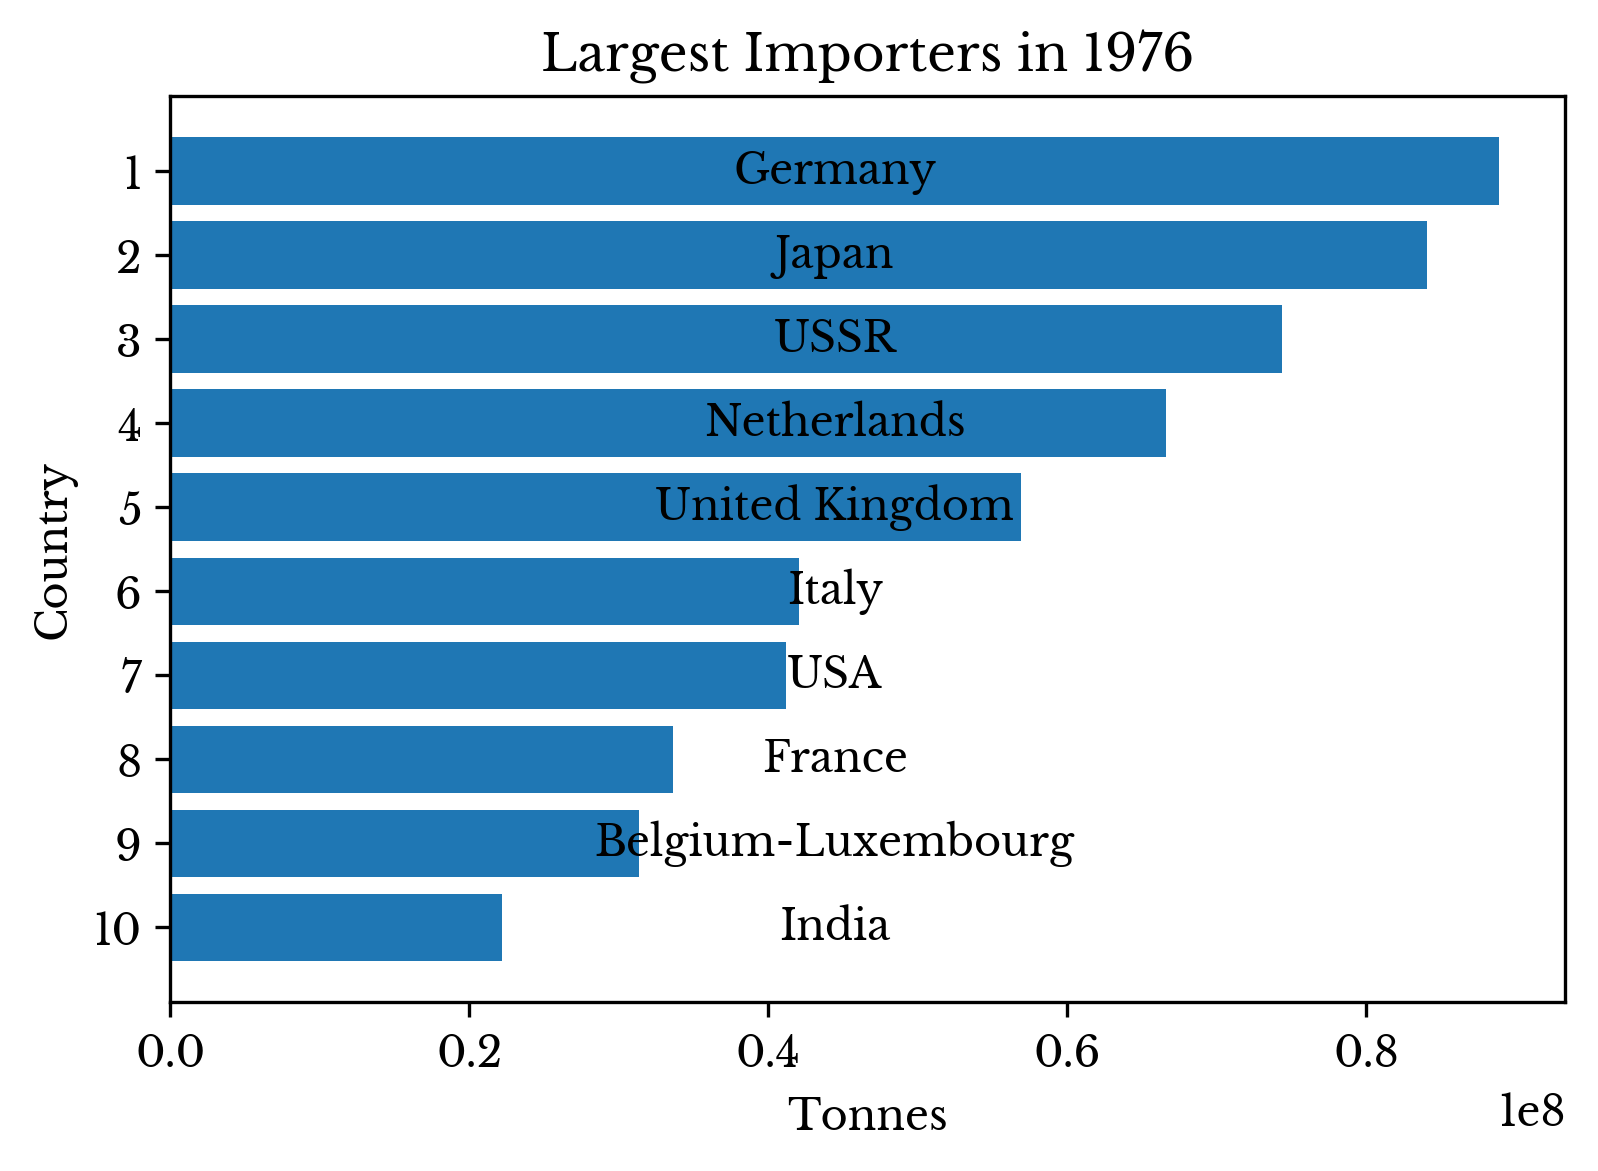 Largest Importers in 1976
Country
1 Germany
2 Japan
3 USSR
4 Netherlands
5 United Kingdom
6 Italy
7 USA
8 France
9 Belgium-Luxembourg
10 India
0.0 0.2 0.4 0.6 0.8
Tonnes
1e8